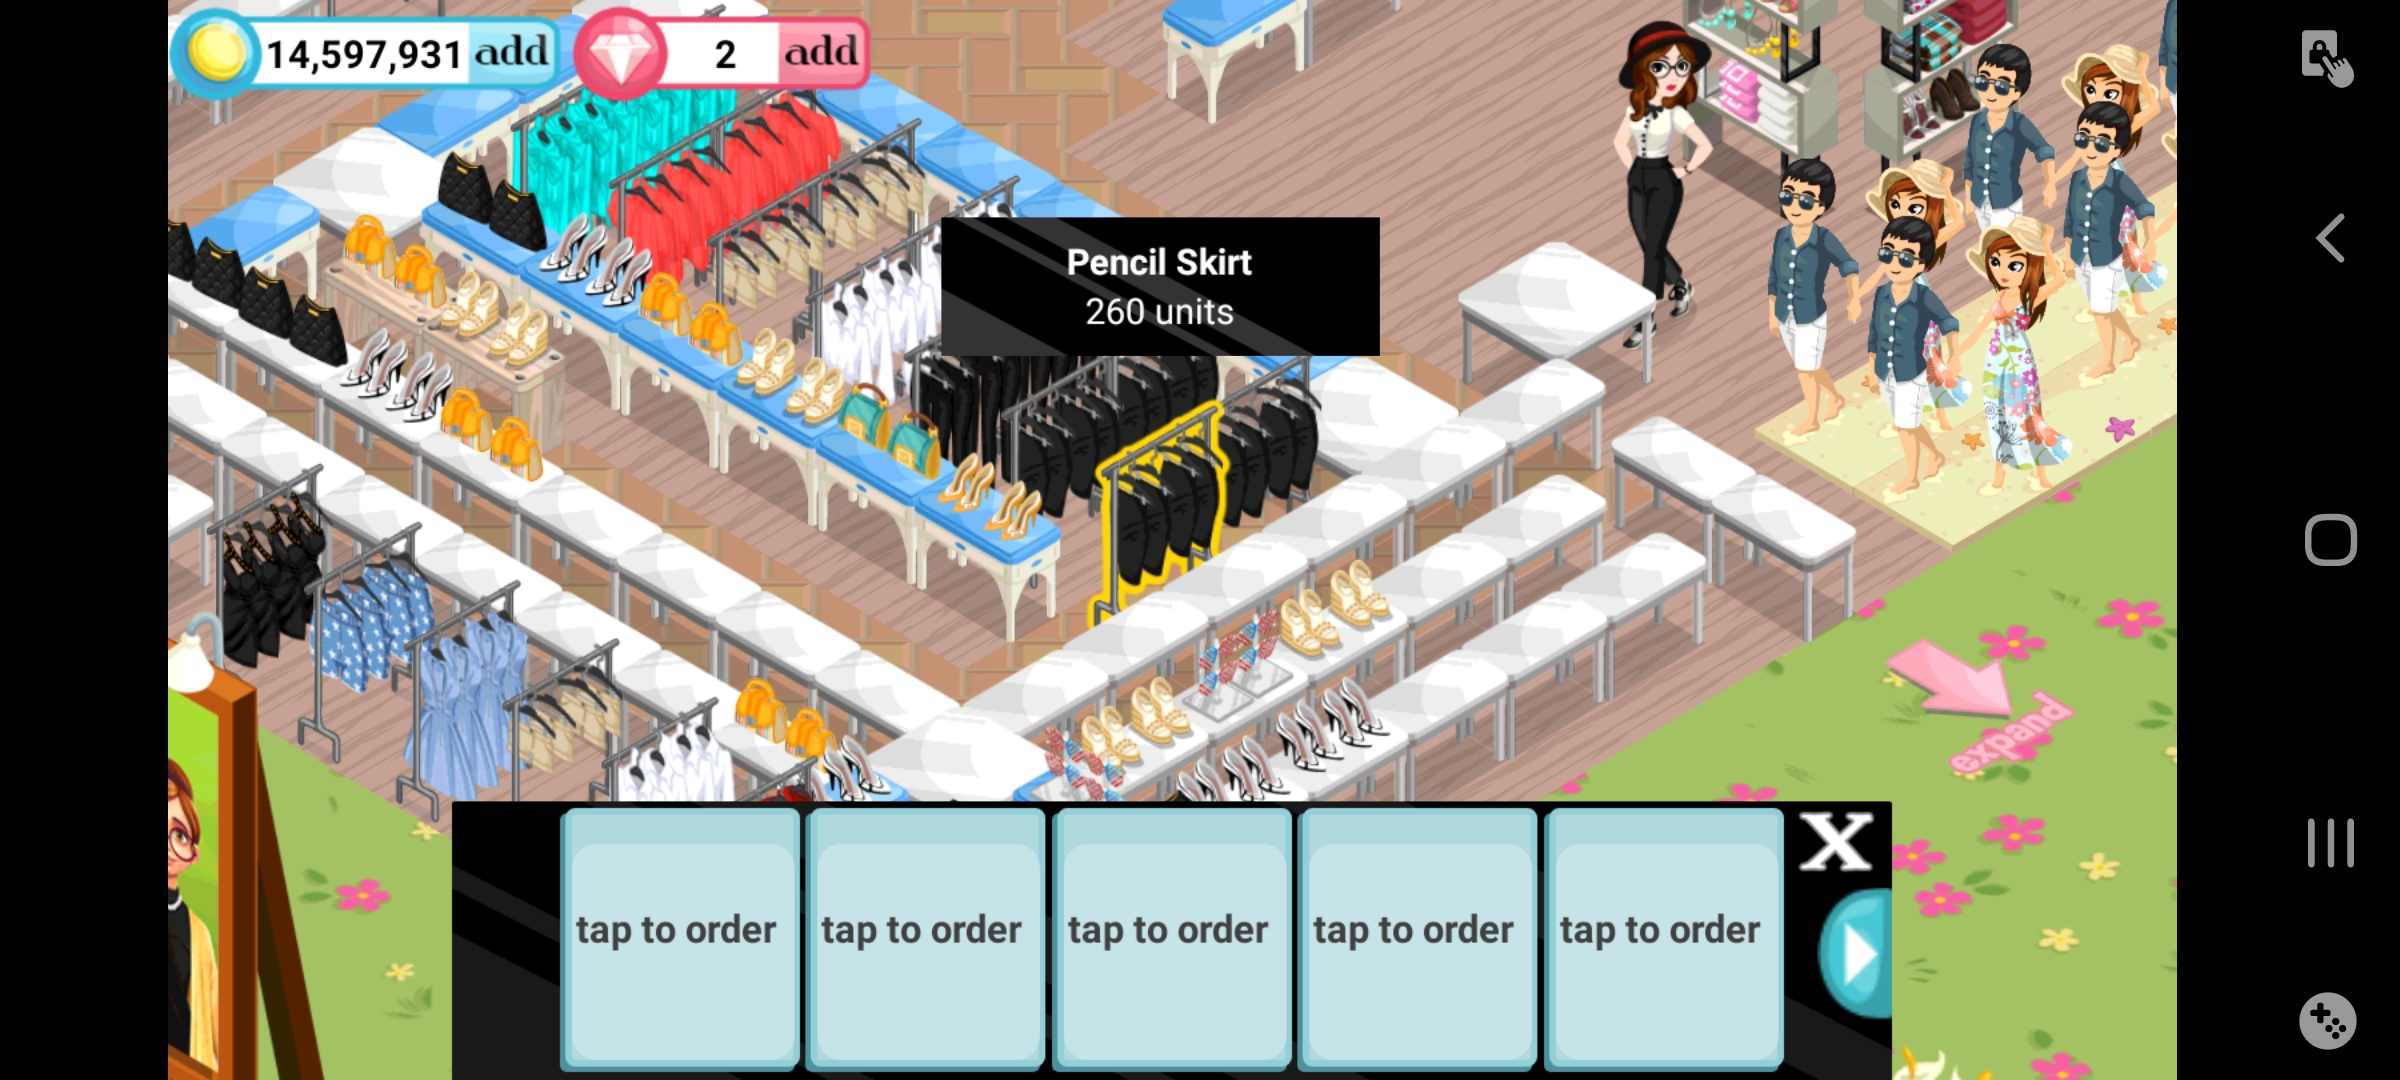 14,597,931 add 2 add
Pencil Skirt
260 units
expand
X
tap to order tap to order tap to order tap to order tap to order